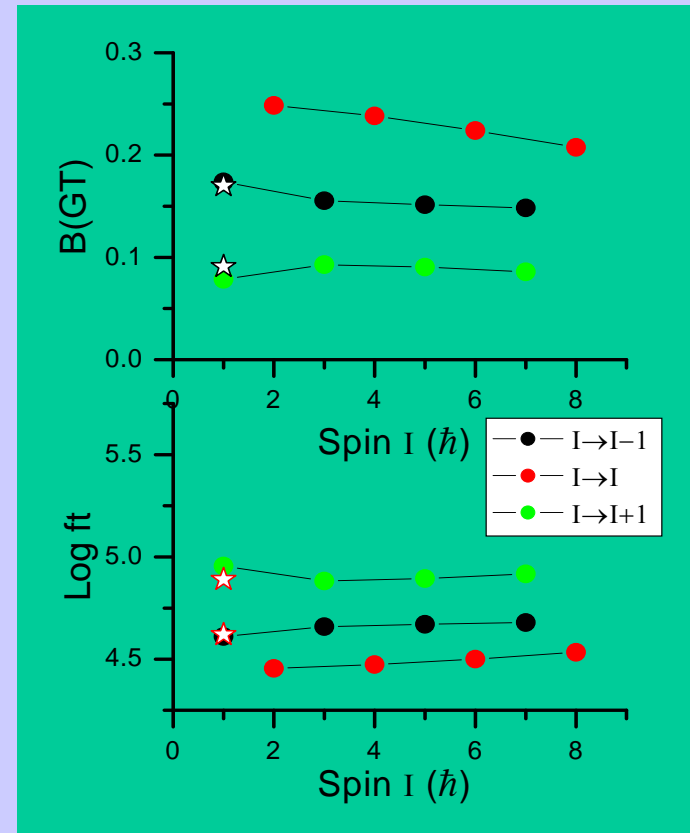 0.3
0.2
0.1
0.0
B(GT)
0 2 4 6 8
Spin I (ħ)
I→I−1
I→I
I→I+1
5.5
5.0
4.5
Log ft
0 2 4 6 8
Spin I (ħ)